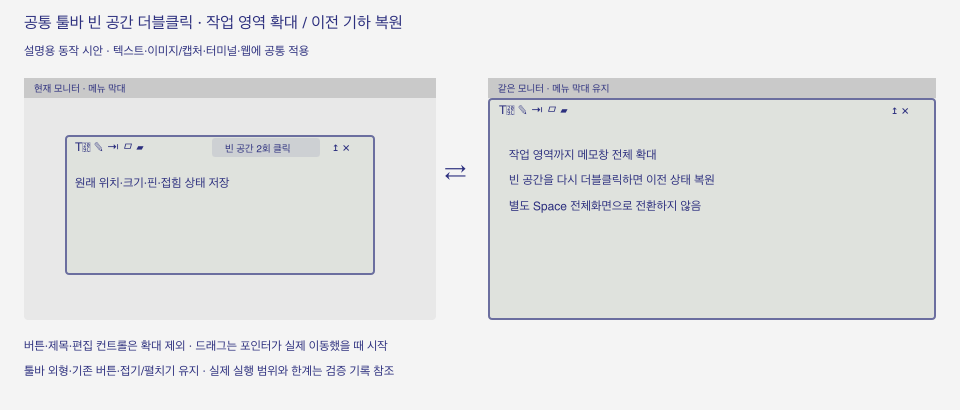 공통 툴바 빈 공간 더블클릭 · 작업 영역 확대 / 이전 기하 복원
설명용 동작 시안 · 텍스트·이미지/캡처·터미널·웹에 공통 적용
현재 모니터 · 메뉴 막대
빈 공간 2회 클릭
원래 위치·크기·핀·접힘 상태 저장
같은 모니터 · 메뉴 막대 유지
작업 영역까지 메모창 전체 확대
빈 공간을 다시 더블클릭하면 이전 상태 복원
별도 Space 전체화면으로 전환하지 않음
버튼·제목·편집 컨트롤은 확대 제외 · 드래그는 포인터가 실제 이동했을 때 시작
툴바 외형·기존 버튼·접기/펼치기 유지 · 실제 실행 범위와 한계는 검증 기록 참조